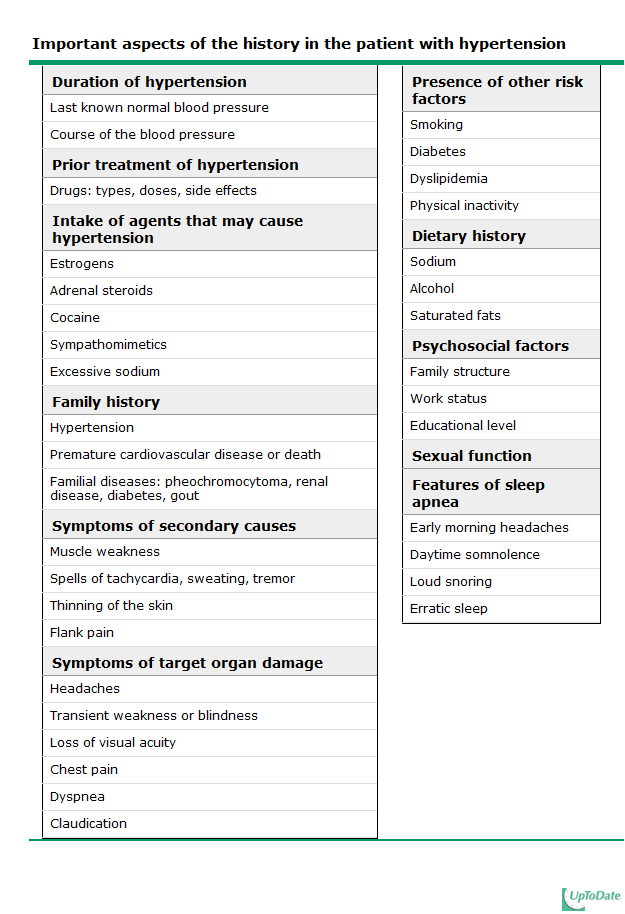 Important aspects of the history in the patient with hypertension
Duration of hypertension
Last known normal blood pressure
Course of the blood pressure
Prior treatment of hypertension
Drugs: types, doses, side effects
Intake of agents that may cause
hypertension
Estrogens
Adrenal steroids
Cocaine
Sympathomimetics
Excessive sodium
Family history
Hypertension
Premature cardiovascular disease or death
Familial diseases: pheochromocytoma, renal
disease, diabetes, gout
Symptoms of secondary causes
Muscle weakness
Spells of tachycardia, sweating, tremor
Thinning of the skin
Flank pain
Symptoms of target organ damage
Headaches
Transient weakness or blindness
Loss of visual acuity
Chest pain
Dyspnea
Claudication
Presence of other risk
factors
Smoking
Diabetes
Dyslipidemia
Physical inactivity
Dietary history
Sodium
Alcohol
Saturated fats
Psychosocial factors
Family structure
Work status
Educational level
Sexual function
Features of sleep
apnea
Early morning headaches
Daytime somnolence
Loud snoring
Erratic sleep
UpToDate